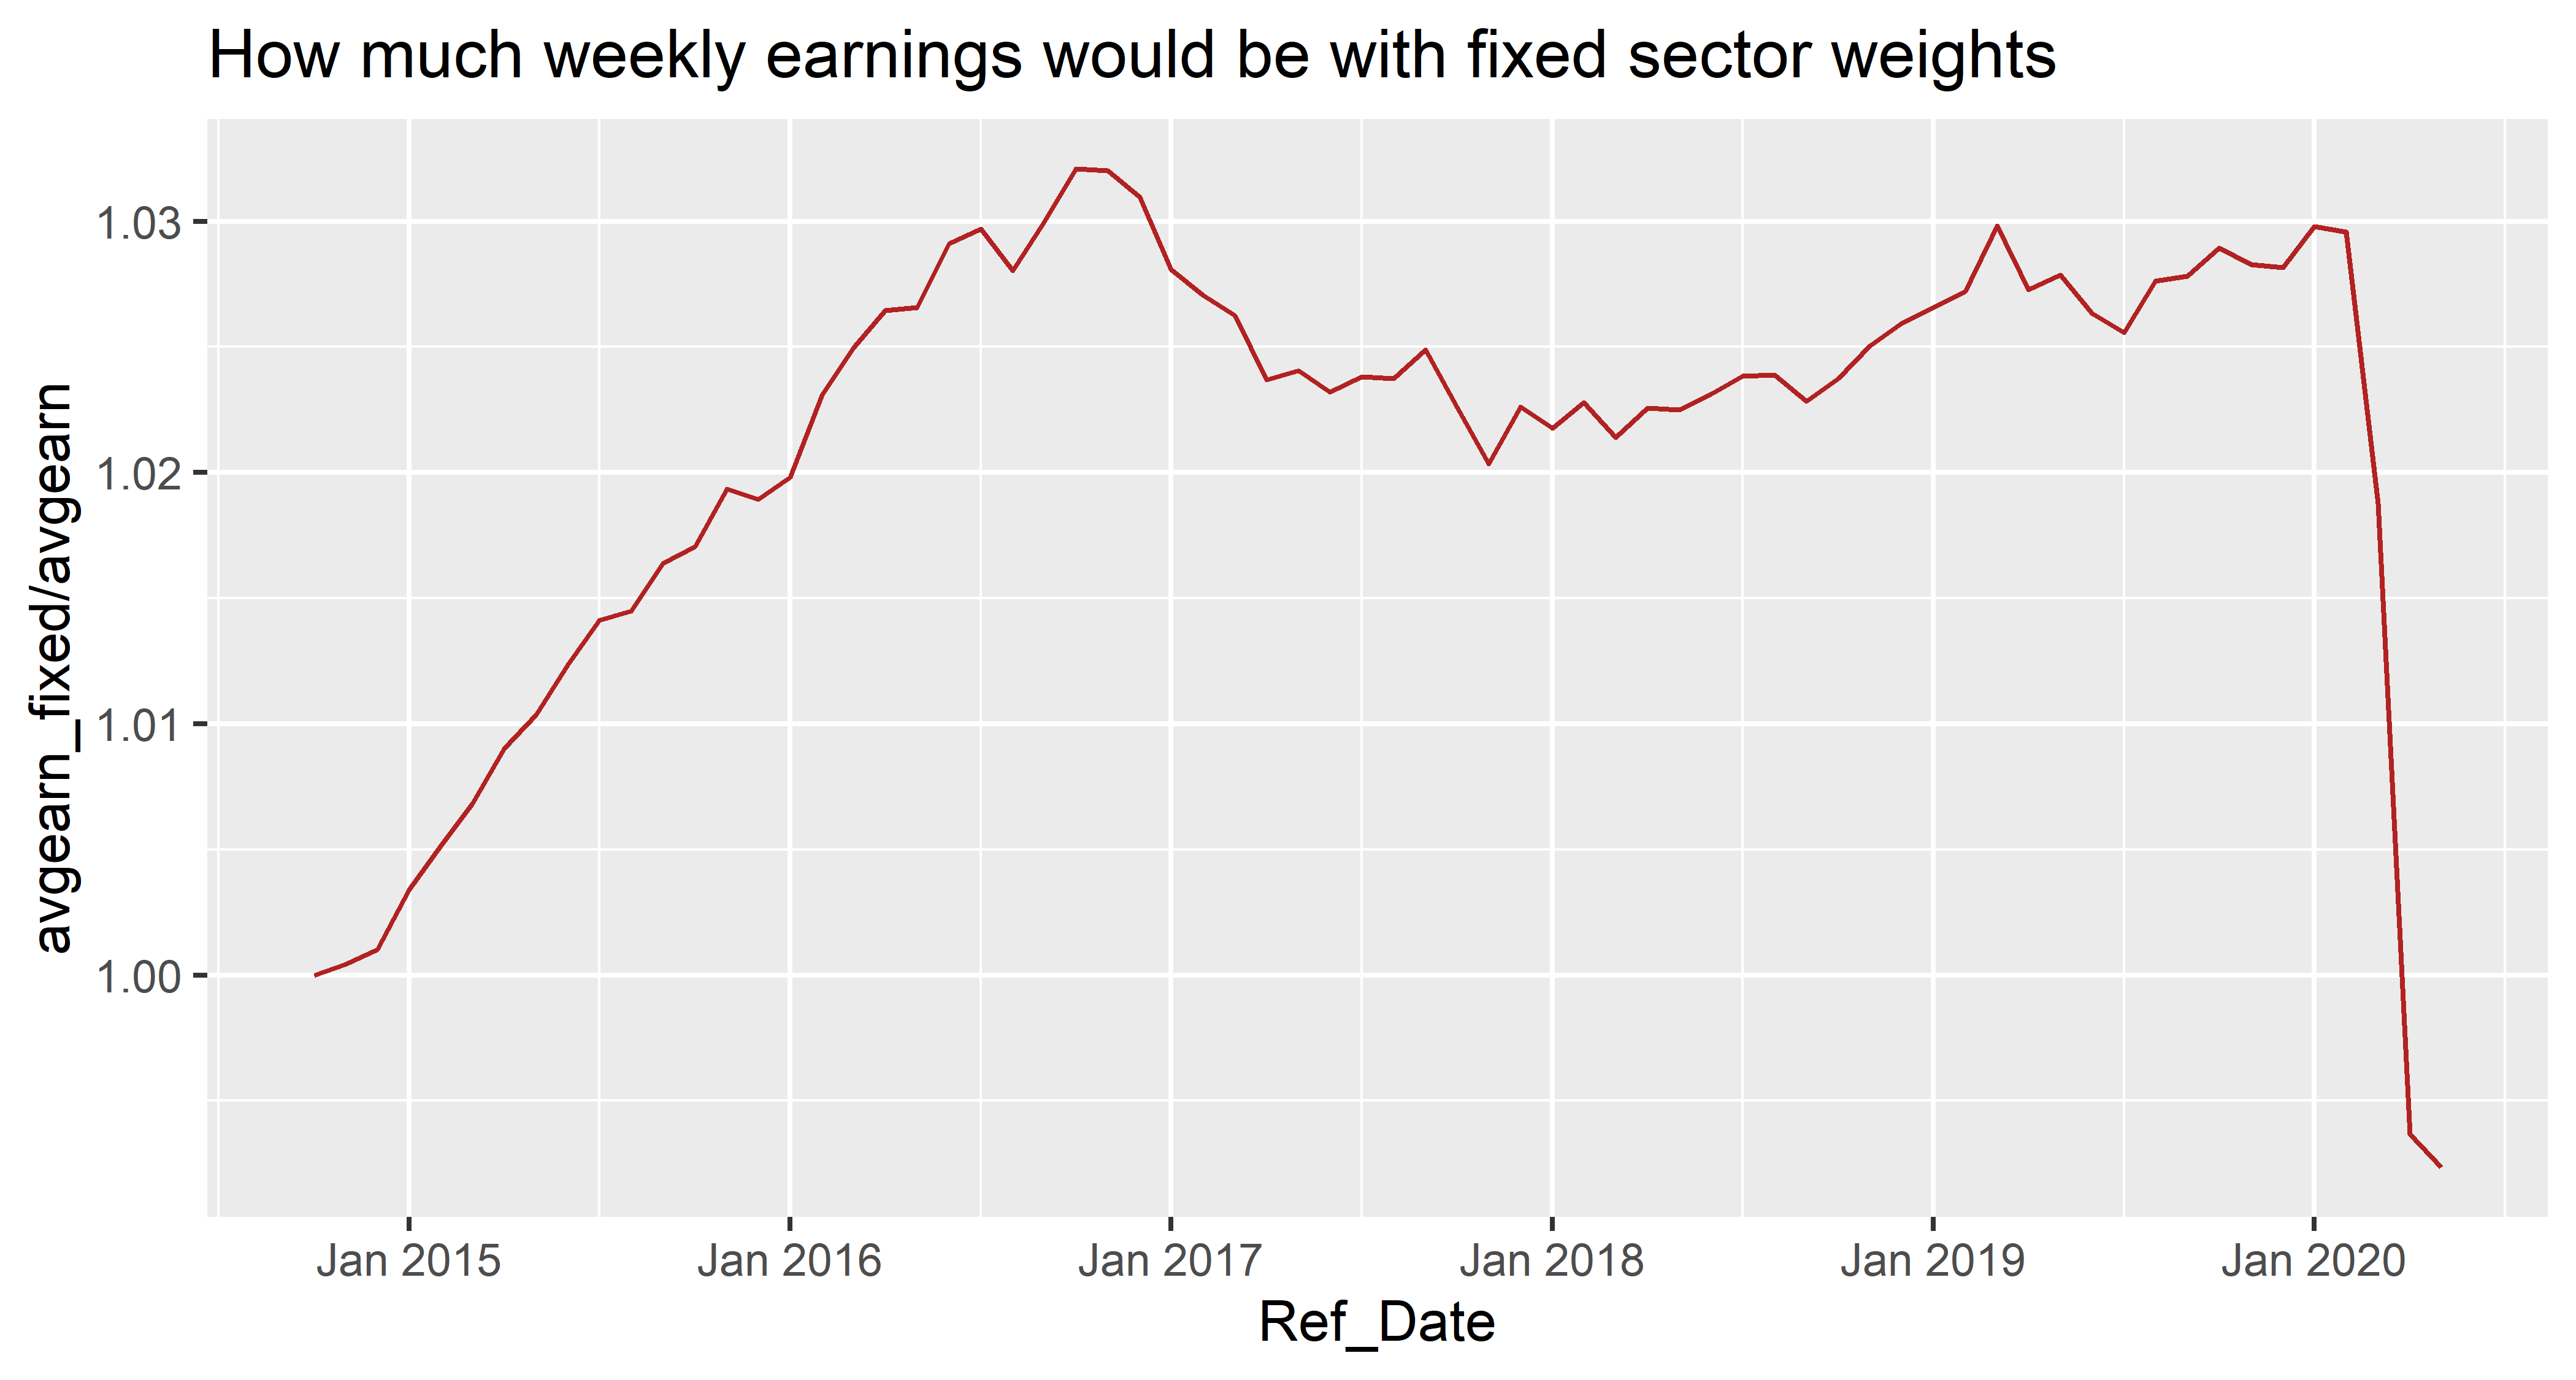 How much weekly earnings would be with fixed sector weights
avgearn_fixed/avgearn
1.03
1.02
1.01
1.00
Jan 2015
Jan 2016
Jan 2017
Jan 2018
Jan 2019
Jan 2020
Ref_Date